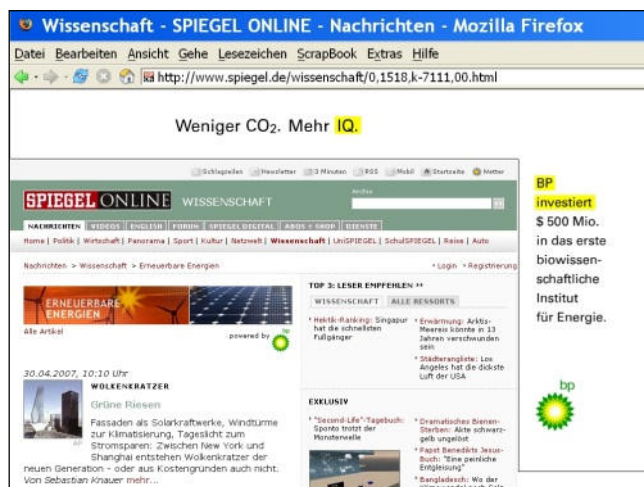 Wissenschaft - SPIEGEL ONLINE - Nachrichten - Mozilla Firefox
Datei Bearbeiten Ansicht Gehe Lesezeichen ScrapBook Extras Hilfe
http://www.spiegel.de/wissenschaft/0,1518,k-7111,00.html
Weniger CO₂. Mehr IQ.
Schlagzeilen Newsletter 3 Minuten RSS Mobil Startseite Wetter
SPIEGEL ONLINE WISSENSCHAFT
Archiv
NACHRICHTEN VIDEOS ENGLISH FORUM SPIEGEL DIGITAL ABOS + SHOP DIENSTE
Home | Politik | Wirtschaft | Panorama | Sport | Kultur | Netzwelt | Wissenschaft | UniSPIEGEL | SchulSPIEGEL | Reise | Auto
Nachrichten > Wissenschaft > Erneuerbare Energien
Login Registrierung
ERNEUERBARE
ENERGIEN
Alle Artikel
powered by bp
30.04.2007, 10:10 Uhr
WOLKENKRATZER
Grüne Riesen
Fassaden als Solarkraftwerke, Windtürme
zur Klimatisierung, Tageslicht zum
Stromsparen: Zwischen New York und
Shanghai entstehen Wolkenkratzer der
neuen Generation - oder aus Kostengründen auch nicht.
Von Sebastian Knauer mehr...
AP
TOP 3: LESER EMPFEHLEN
WISSENSCHAFT ALLE RESSORTS
Hektik-Ranking: Singapur
hat die schnellsten
Fußgänger
Erwärmung: Arktis-
Meereis könnte in 13
Jahren verschwunden
sein
Städterangliste: Los
Angeles hat die dickste
Luft der USA
EXKLUSIV
"Second-Life"-Tagebuch:
Sponto trotzt der
Monsterwelle
Dramatisches Bienen-
Sterben: Akte schwarz-
gelb ungelöst
Papst Benedikts Jesus-
Buch: "Eine peinliche
Entgleisung"
Bangladesch: Wo der
BP
investiert
$ 500 Mio.
in das erste
biowissen-
schaftliche
Institut
für Energie.
bp